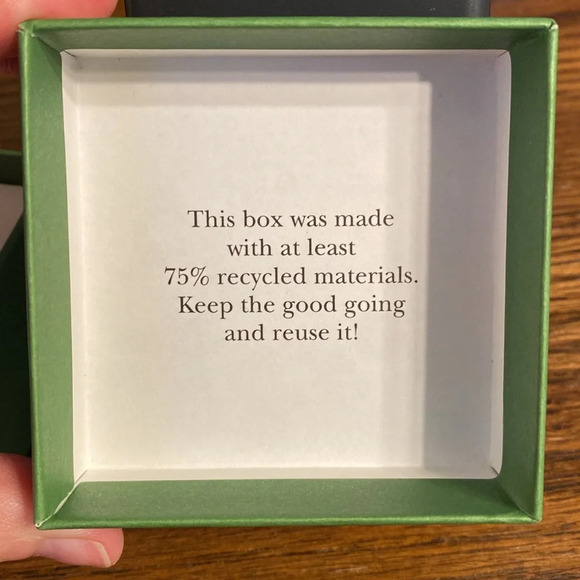 This box was made
with at least
75% recycled materials.
Keep the good going
and reuse it!